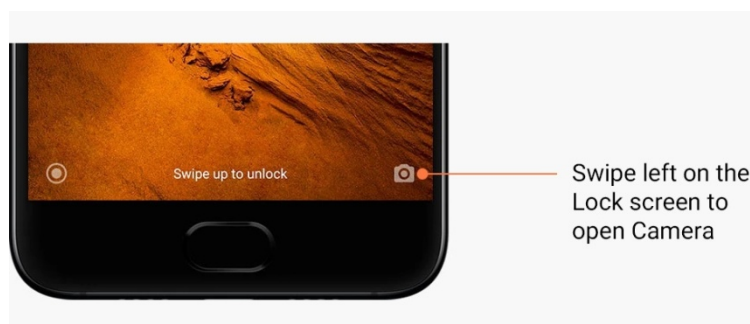 Swipe up to unlock
Swipe left on the
Lock screen to
open Camera